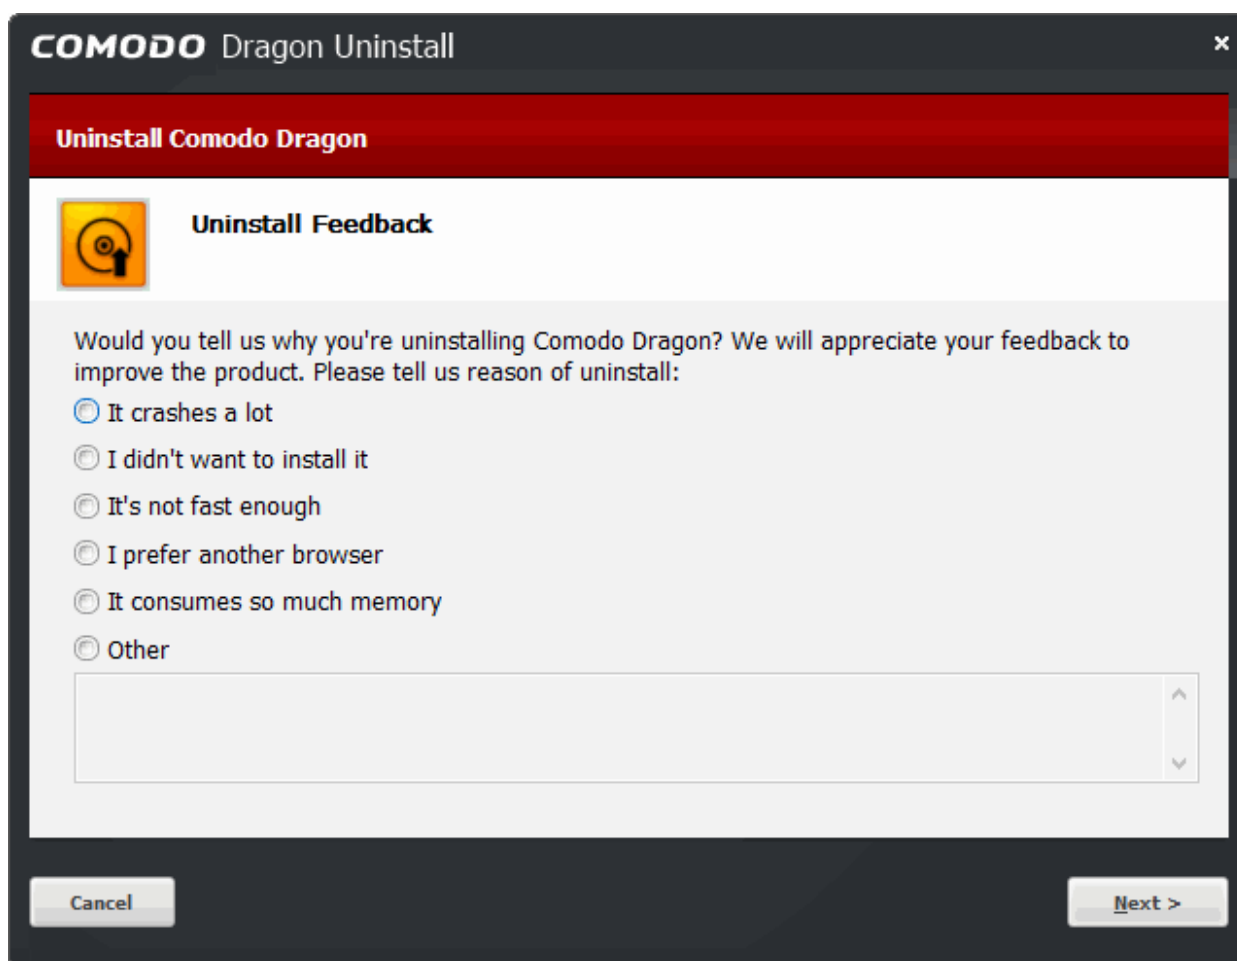 COMODO Dragon Uninstall
Uninstall Comodo Dragon
Uninstall Feedback
Would you tell us why you're uninstalling Comodo Dragon? We will appreciate your feedback to
improve the product. Please tell us reason of uninstall:
It crashes a lot
I didn't want to install it
It's not fast enough
I prefer another browser
It consumes so much memory
Other
Cancel
Next >